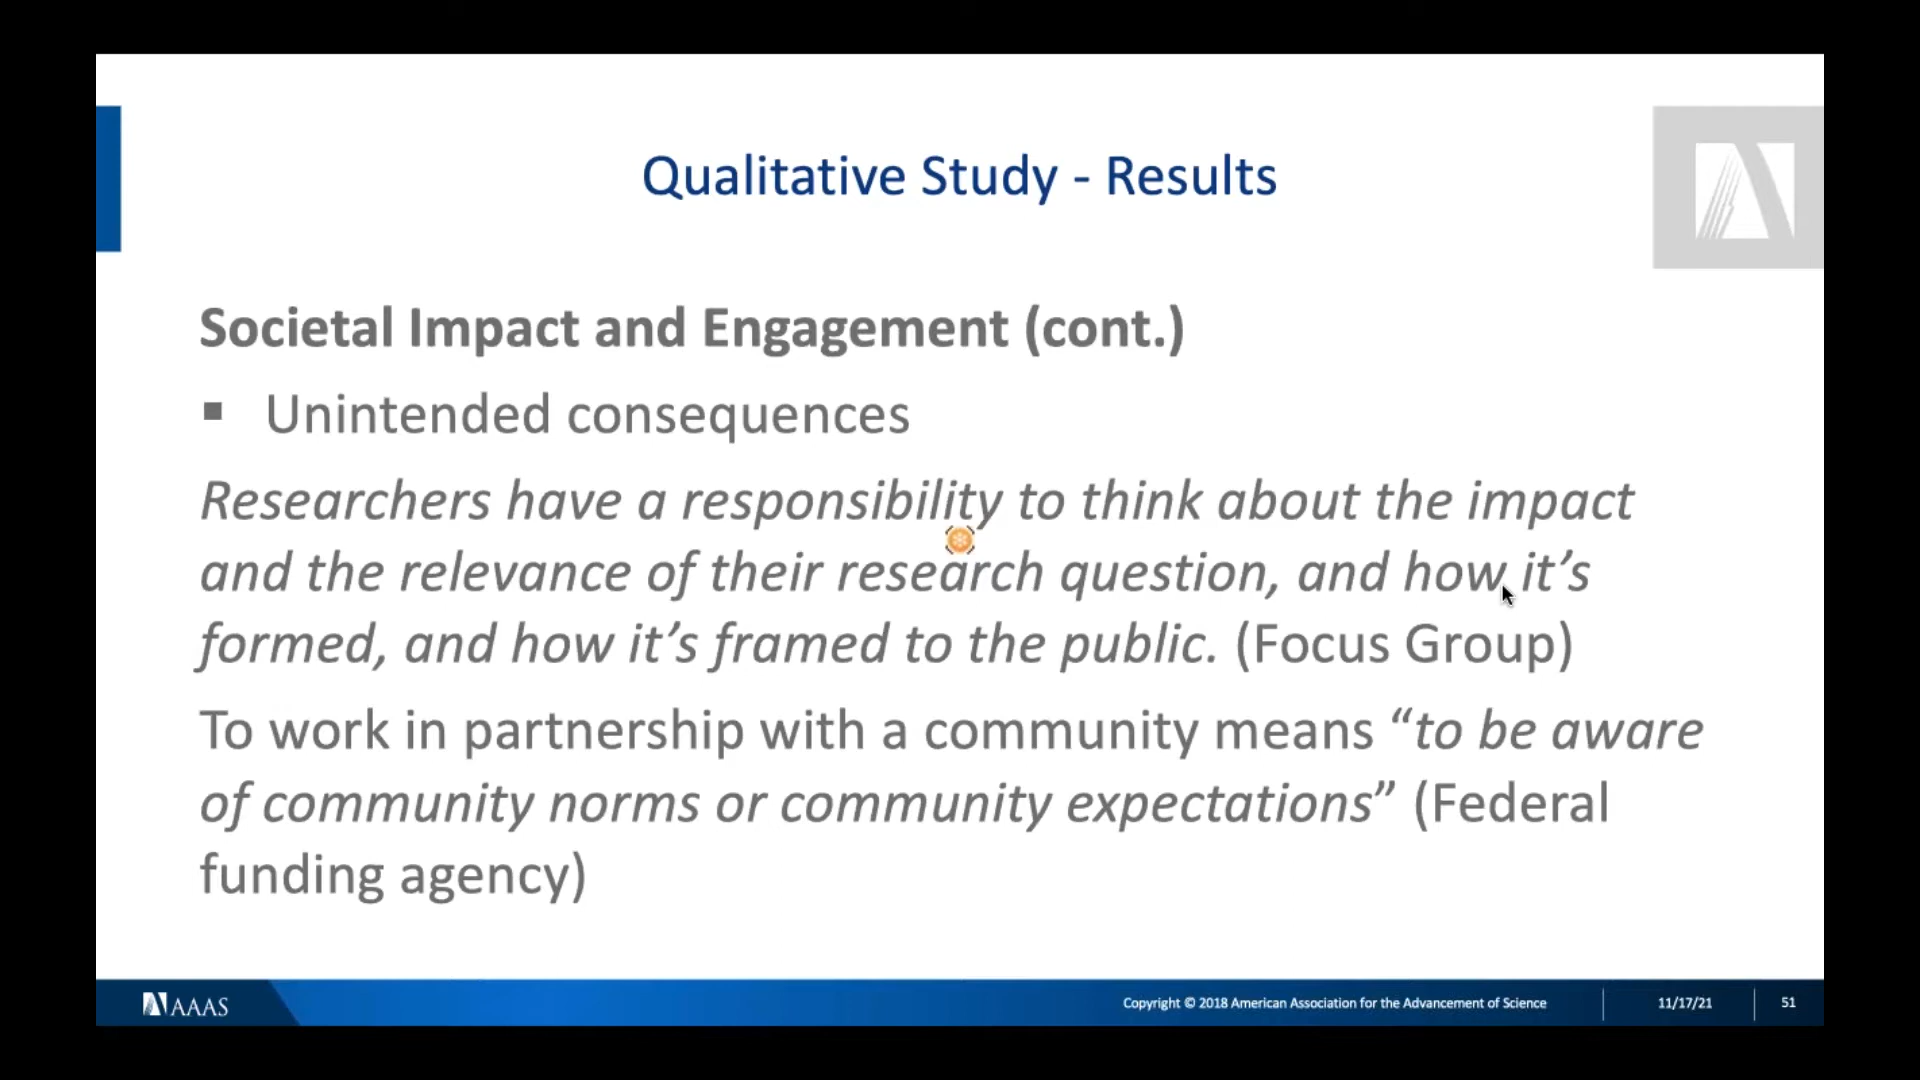 Qualitative Study - Results
Societal Impact and Engagement (cont.)
▪ Unintended consequences
Researchers have a responsibility to think about the impact
and the relevance of their research question, and how it’s
formed, and how it’s framed to the public. (Focus Group)
To work in partnership with a community means “to be aware
of community norms or community expectations” (Federal
funding agency)
AAAS
Copyright © 2018 American Association for the Advancement of Science
11/17/21
51